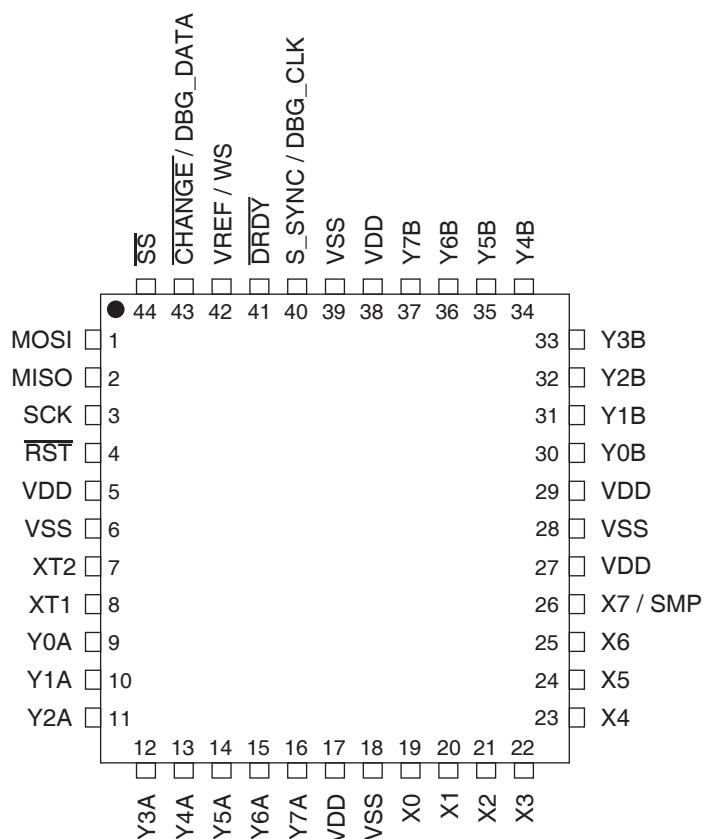 SS
CHANGE / DBG_DATA
VREF / WS
DRDY
S_SYNC / DBG_CLK
VSS
VDD
Y7B
Y6B
Y5B
Y4B
44 43 42 41 40 39 38 37 36 35 34
MOSI 1
MISO 2
SCK 3
RST 4
VDD 5
VSS 6
XT2 7
XT1 8
Y0A 9
Y1A 10
Y2A 11
33 Y3B
32 Y2B
31 Y1B
30 Y0B
29 VDD
28 VSS
27 VDD
26 X7 / SMP
25 X6
24 X5
23 X4
12 13 14 15 16 17 18 19 20 21 22
Y3A
Y4A
Y5A
Y6A
Y7A
VDD
VSS
X0
X1
X2
X3